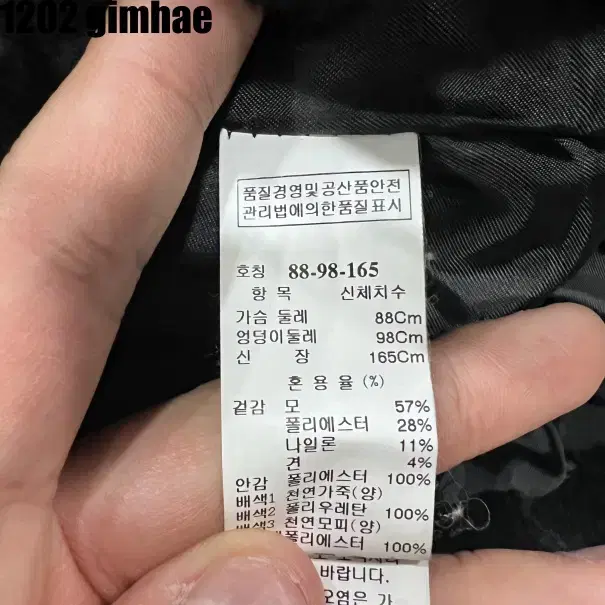 1202 gimhae
품질경영및공산품안전
관리법에의한품질표시
호칭 88-98-165
항 목 신체치수
가슴 둘레 88Cm
엉덩이둘레 98Cm
신 장 165Cm
혼 용 율 (%)
겉감 모 57%
폴리에스터 28%
나일론 11%
견 4%
안감 폴리에스터 100%
배색1 천연가죽(양)
배색2 폴리우레탄 100%
배색3 천연모피(양)
폴리에스터 100%
바랍니다.
오염은 가